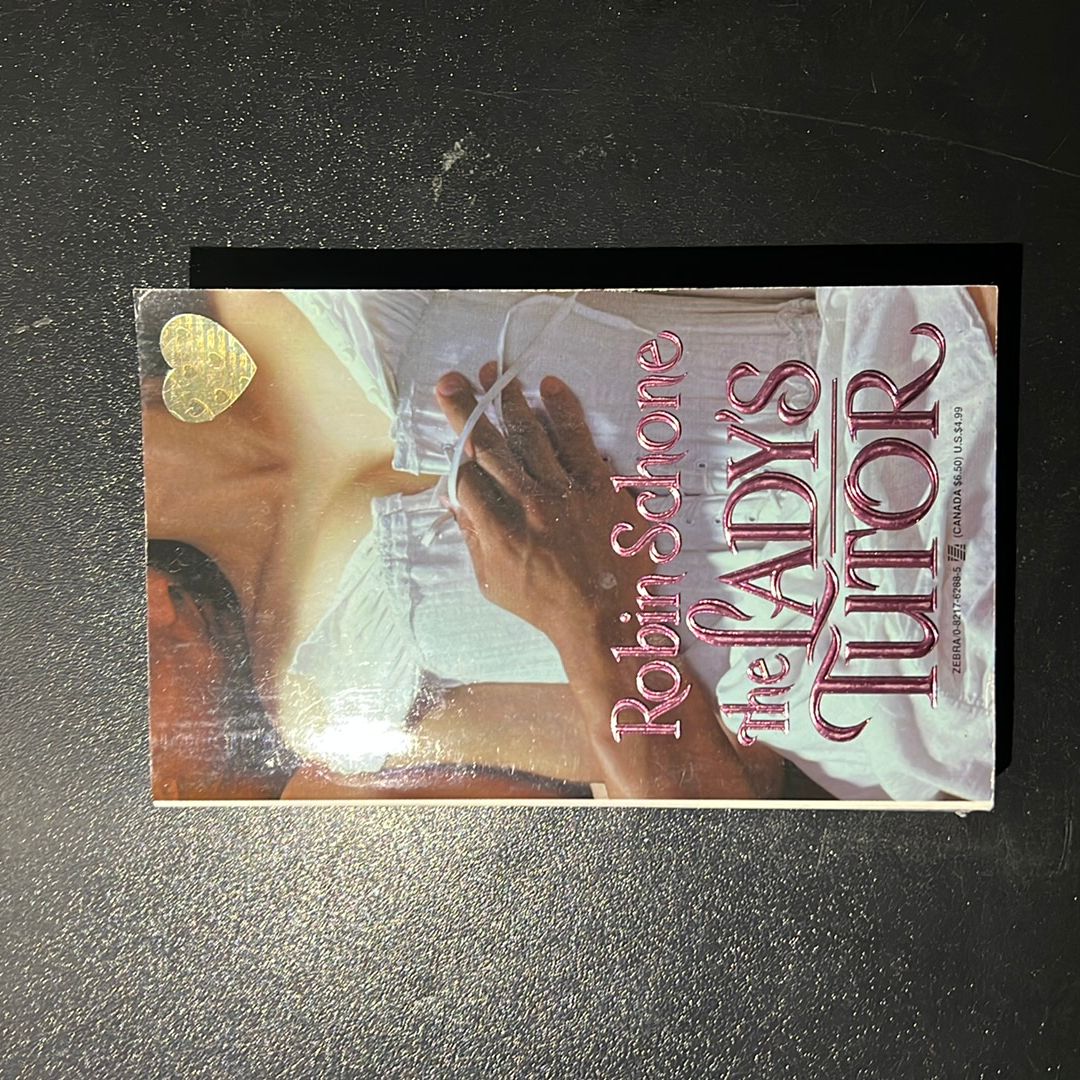 Robin Schone
the LADY'S
TUTOR
ZEBRA/0-8217-6288-5 (CANADA $6.50) U.S.$4.99